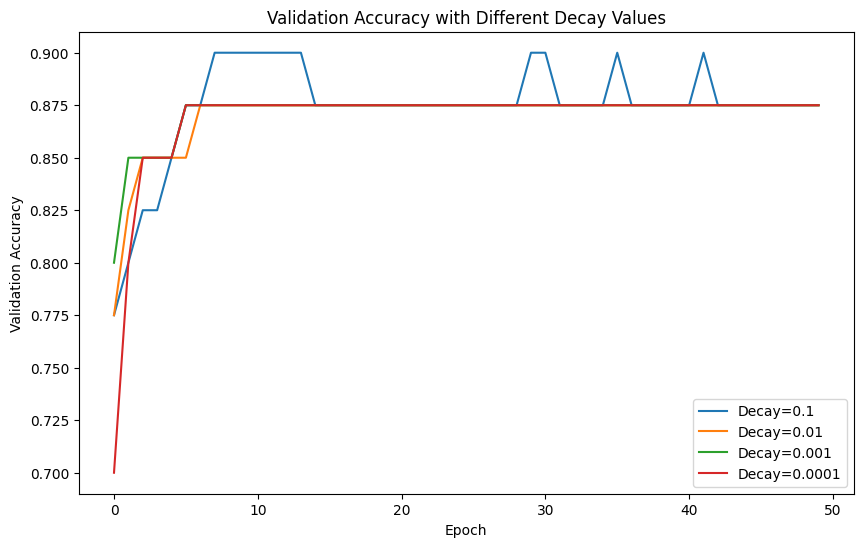 Validation Accuracy with Different Decay Values
Validation Accuracy
0.900
0.875
0.850
0.825
0.800
0.775
0.750
0.725
0.700
Decay=0.1
Decay=0.01
Decay=0.001
Decay=0.0001
0 10 20 30 40 50
Epoch